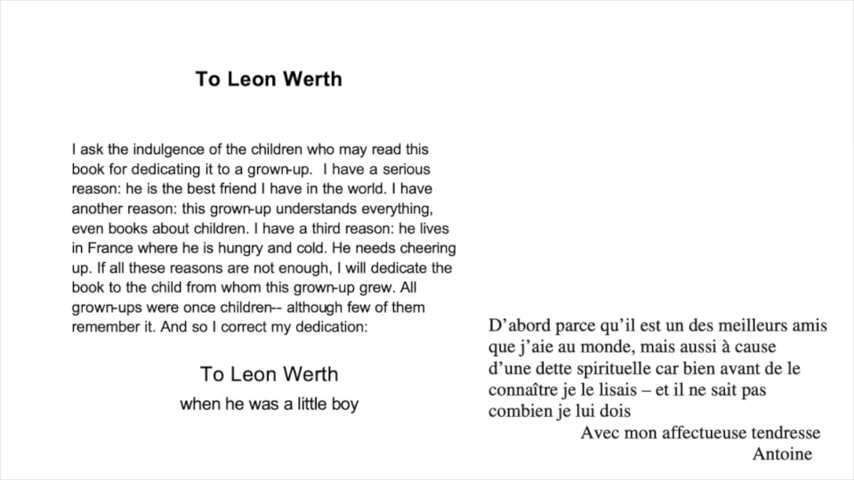 To Leon Werth
I ask the indulgence of the children who may read this
book for dedicating it to a grown-up.  I have a serious
reason: he is the best friend I have in the world. I have
another reason: this grown-up understands everything,
even books about children. I have a third reason: he lives
in France where he is hungry and cold. He needs cheering
up. If all these reasons are not enough, I will dedicate the
book to the child from whom this grown-up grew. All
grown-ups were once children-- although few of them
remember it. And so I correct my dedication:
To Leon Werth
when he was a little boy
D’abord parce qu’il est un des meilleurs amis
que j’aie au monde, mais aussi à cause
d’une dette spirituelle car bien avant de le
connaître je le lisais – et il ne sait pas
combien je lui dois
Avec mon affectueuse tendresse
Antoine